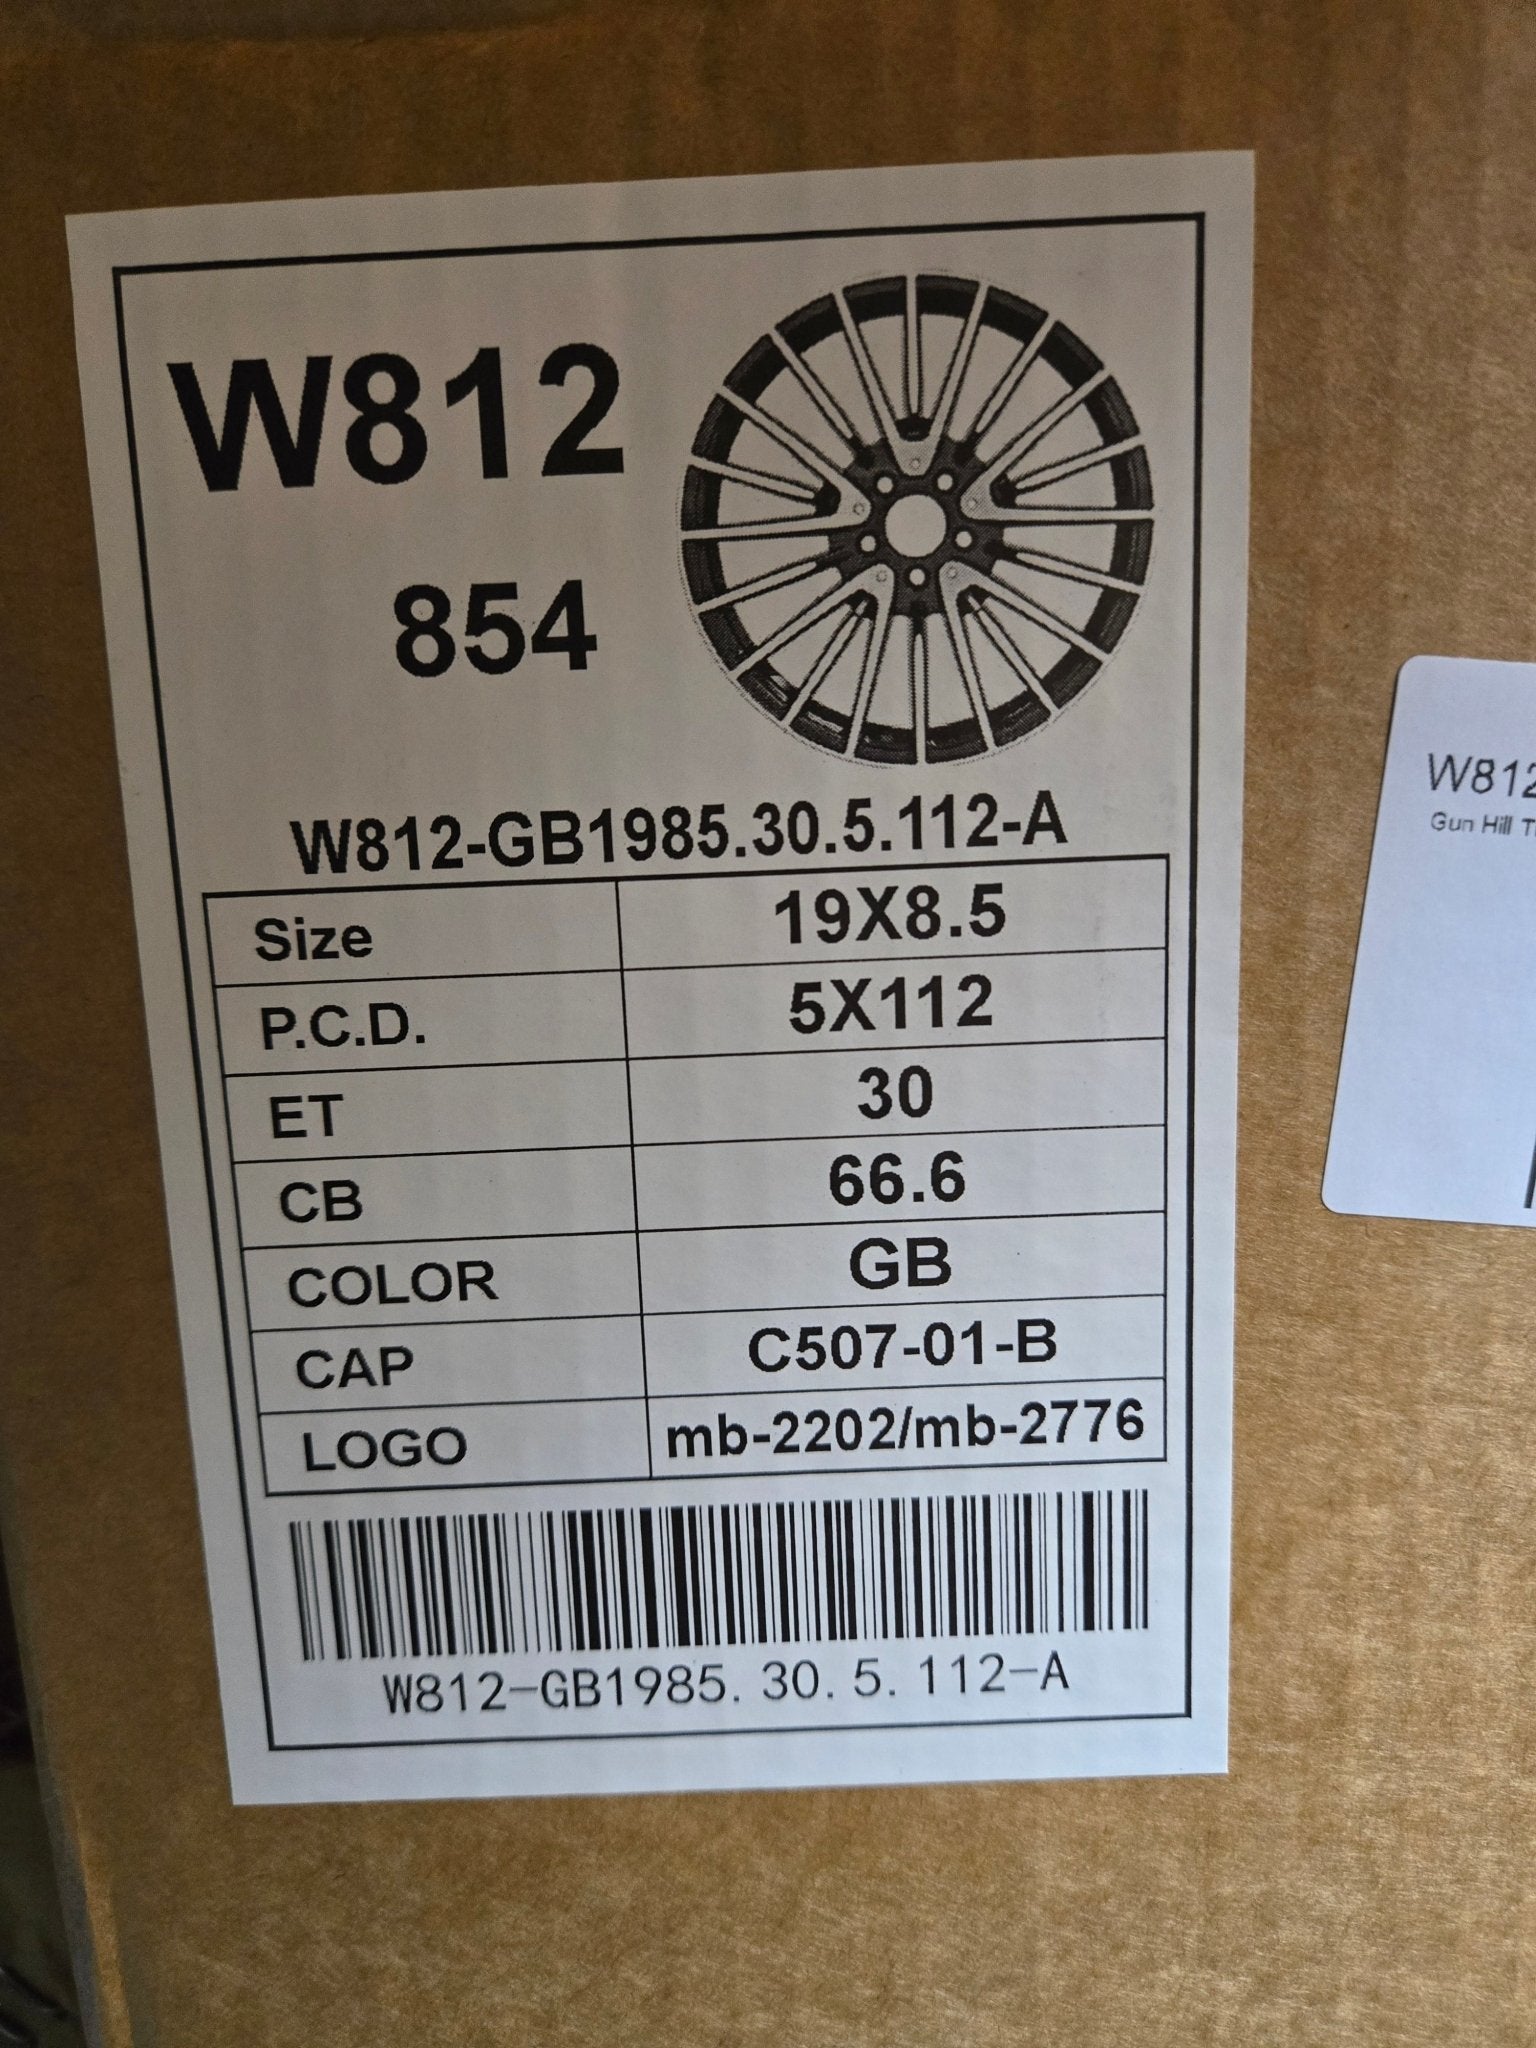 W812
854
W812-GB1985.30.5.112-A
Size 19X8.5
P.C.D. 5X112
ET 30
CB 66.6
COLOR GB
CAP C507-01-B
LOGO mb-2202/mb-2776
W812-GB1985.30.5.112-A
W812
Gun Hill